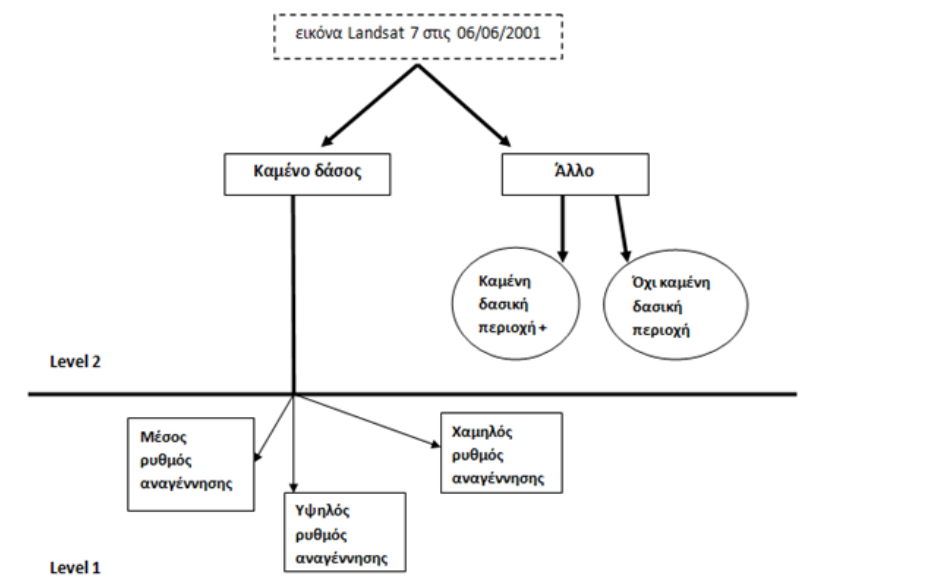 εικόνα Landsat 7 στις 06/06/2001
Καμένο δάσος
Άλλο
Καμένη
δασική
περιοχή +
Όχι καμένη
δασική
περιοχή
Level 2
Μέσος
ρυθμός
αναγέννησης
Υψηλός
ρυθμός
αναγέννησης
Χαμηλός
ρυθμός
αναγέννησης
Level 1